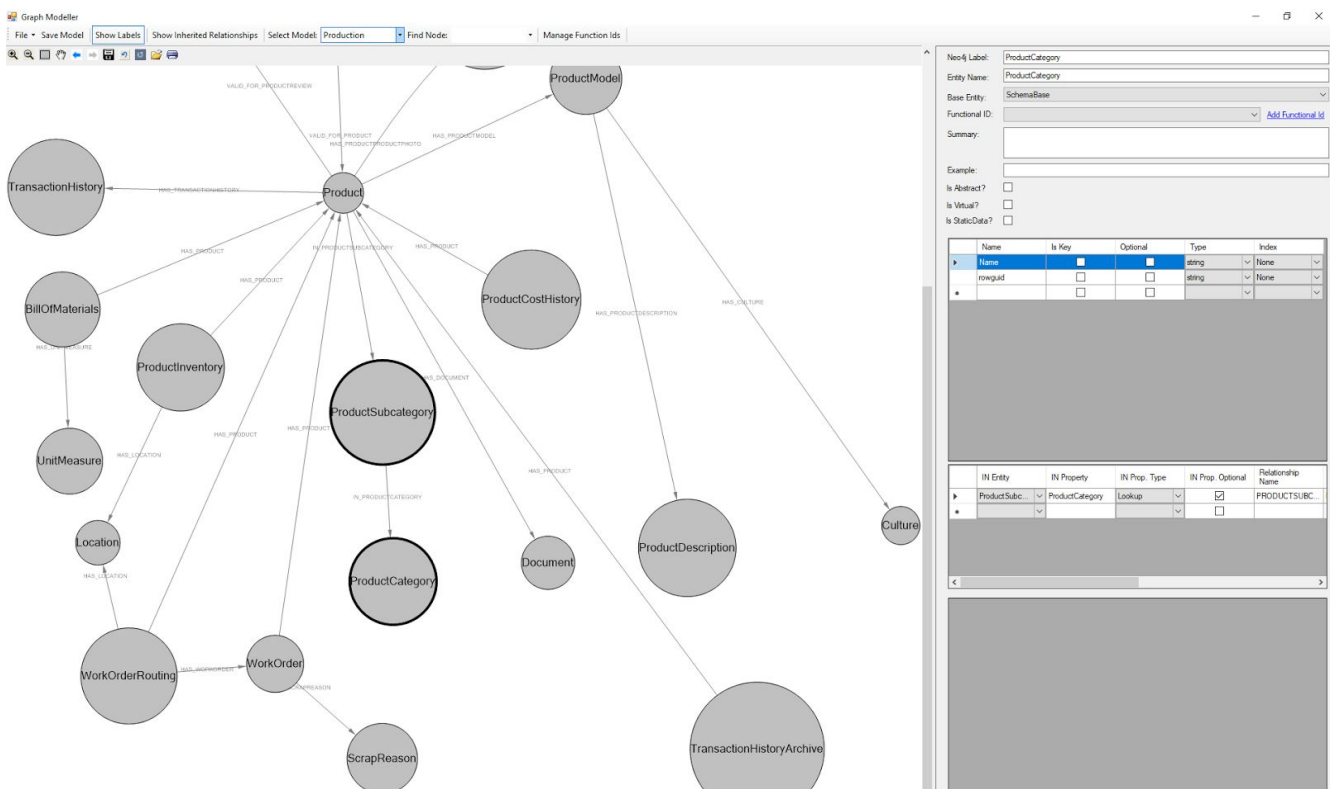 Graph Modeller
File Save Model Show Labels Show Inherited Relationships Select Model: Production Find Node: Manage Function Ids
Neo4j Label: ProductCategory
Entity Name: ProductCategory
Base Entity: SchemaBase
Functional ID: Add Functional Id
Summary:
Example:
Is Abstract?
Is Virtual?
Is StaticData?
Name Is Key Optional Type Index
Name string None
rowguid string None
IN Entity IN Property IN Prop. Type IN Prop. Optional Relationship Name
ProductSubc... ProductCategory Lookup PRODUCTSUBC...
ProductModel
VALID_FOR_PRODUCTREVIEW
VALID_FOR_PRODUCT
HAS_PRODUCTMODEL
HAS_PRODUCTPRODUCTPHOTO
TransactionHistory
HAS_TRANSACTIONHISTORY
Product
HAS_PRODUCT
IN_PRODUCTSUBCATEGORY
HAS_PRODUCT
HAS_PRODUCT
BillOfMaterials
ProductCostHistory
HAS_CULTURE
HAS_PRODUCTDESCRIPTION
ProductInventory
HAS_DOCUMENT
ProductSubcategory
HAS_PRODUCT
HAS_PRODUCT
UnitMeasure
HAS_LOCATION
HAS_PRODUCT
IN_PRODUCTCATEGORY
Culture
Location
ProductDescription
Document
HAS_LOCATION
ProductCategory
WorkOrder
HAS_WORKORDER
WorkOrderRouting
SCRAPREASON
TransactionHistoryArchive
ScrapReason